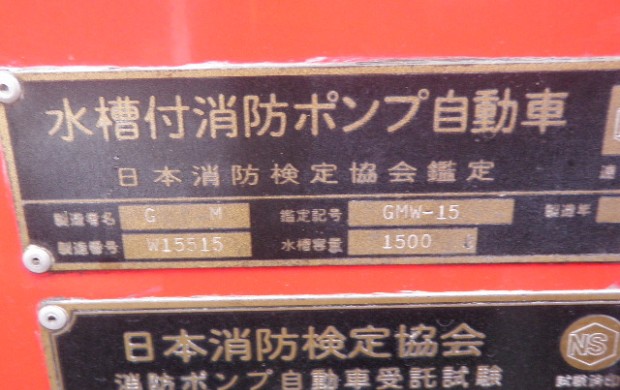 水槽付消防ポンプ自動車
日本消防検定協会鑑定
製造者名 G M 鑑定記号 GMW-15 製造年
製造番号 W15515 水槽容量 1500 ℓ
日本消防検定協会 NS
消防ポンプ自動車受託試験